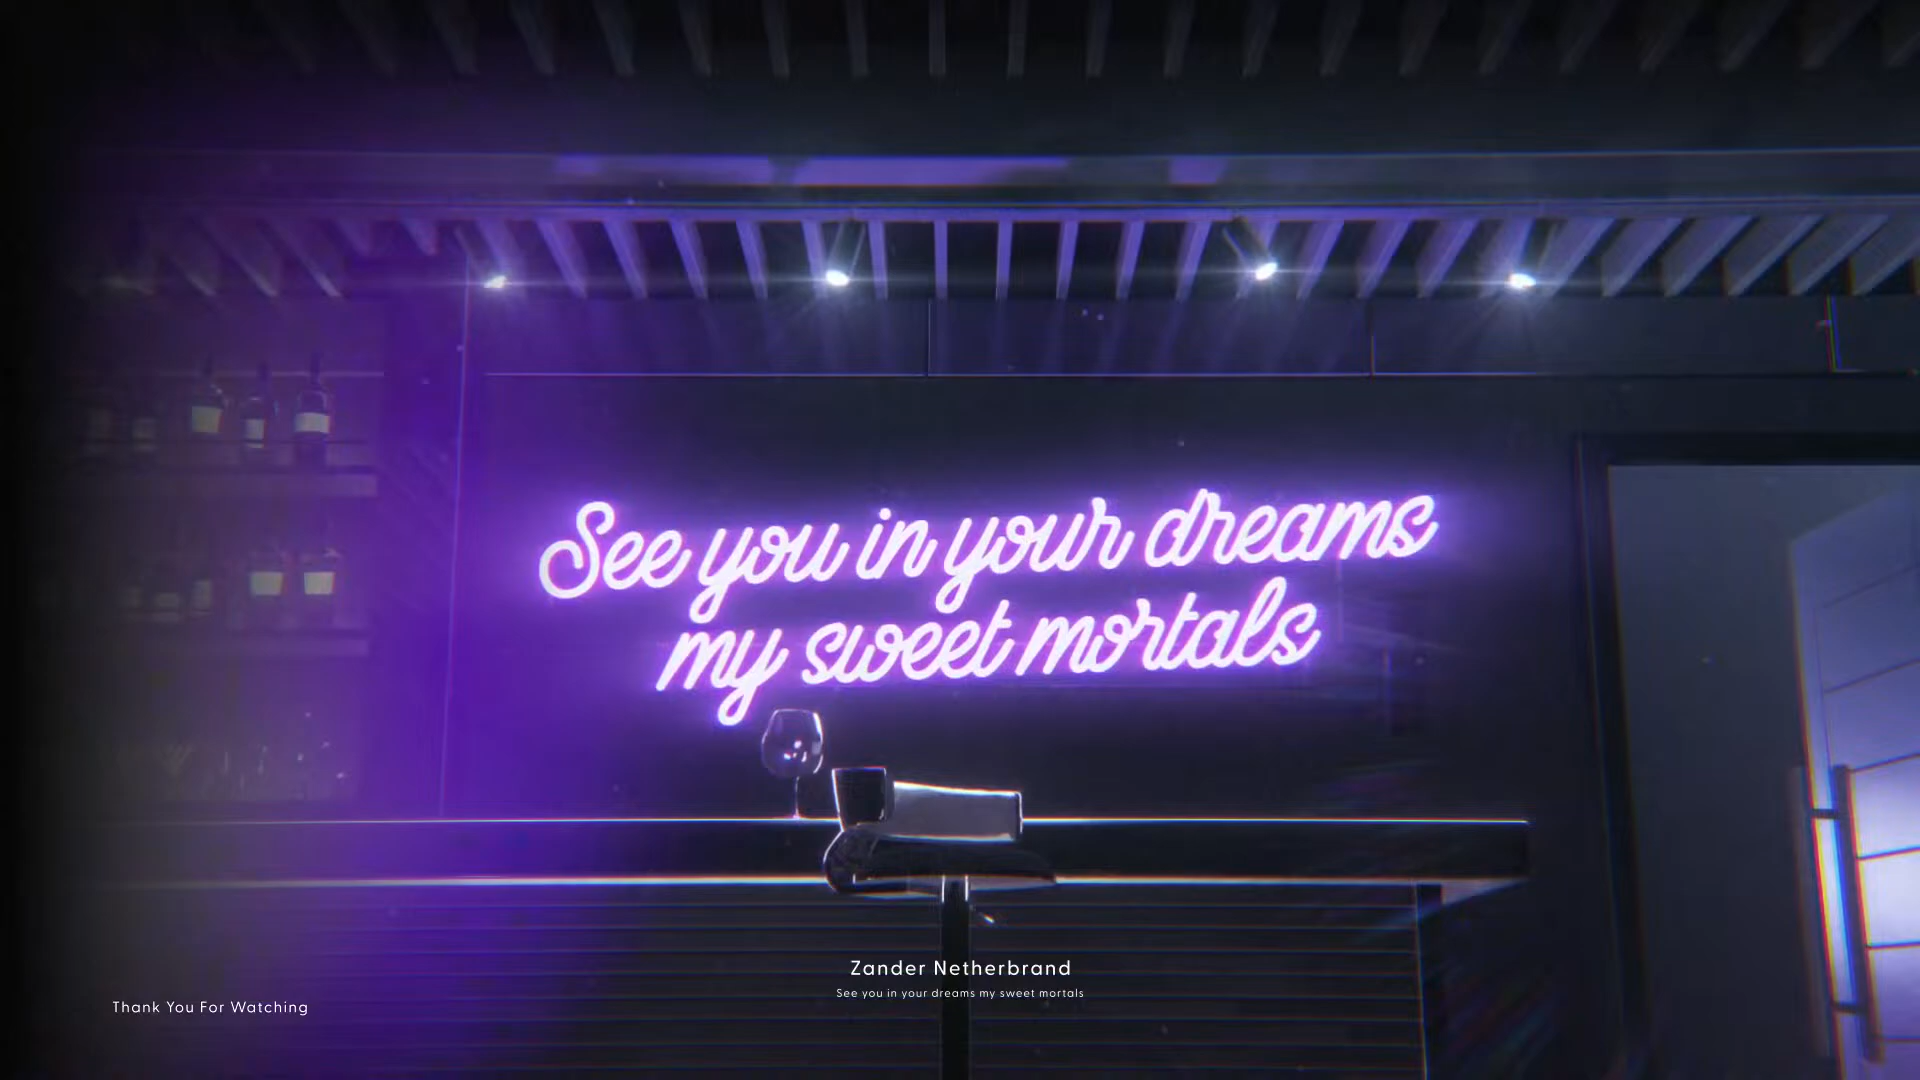 See you in your dreams
my sweet mortals
Zander Netherbrand
See you in your dreams my sweet mortals
Thank You For Watching